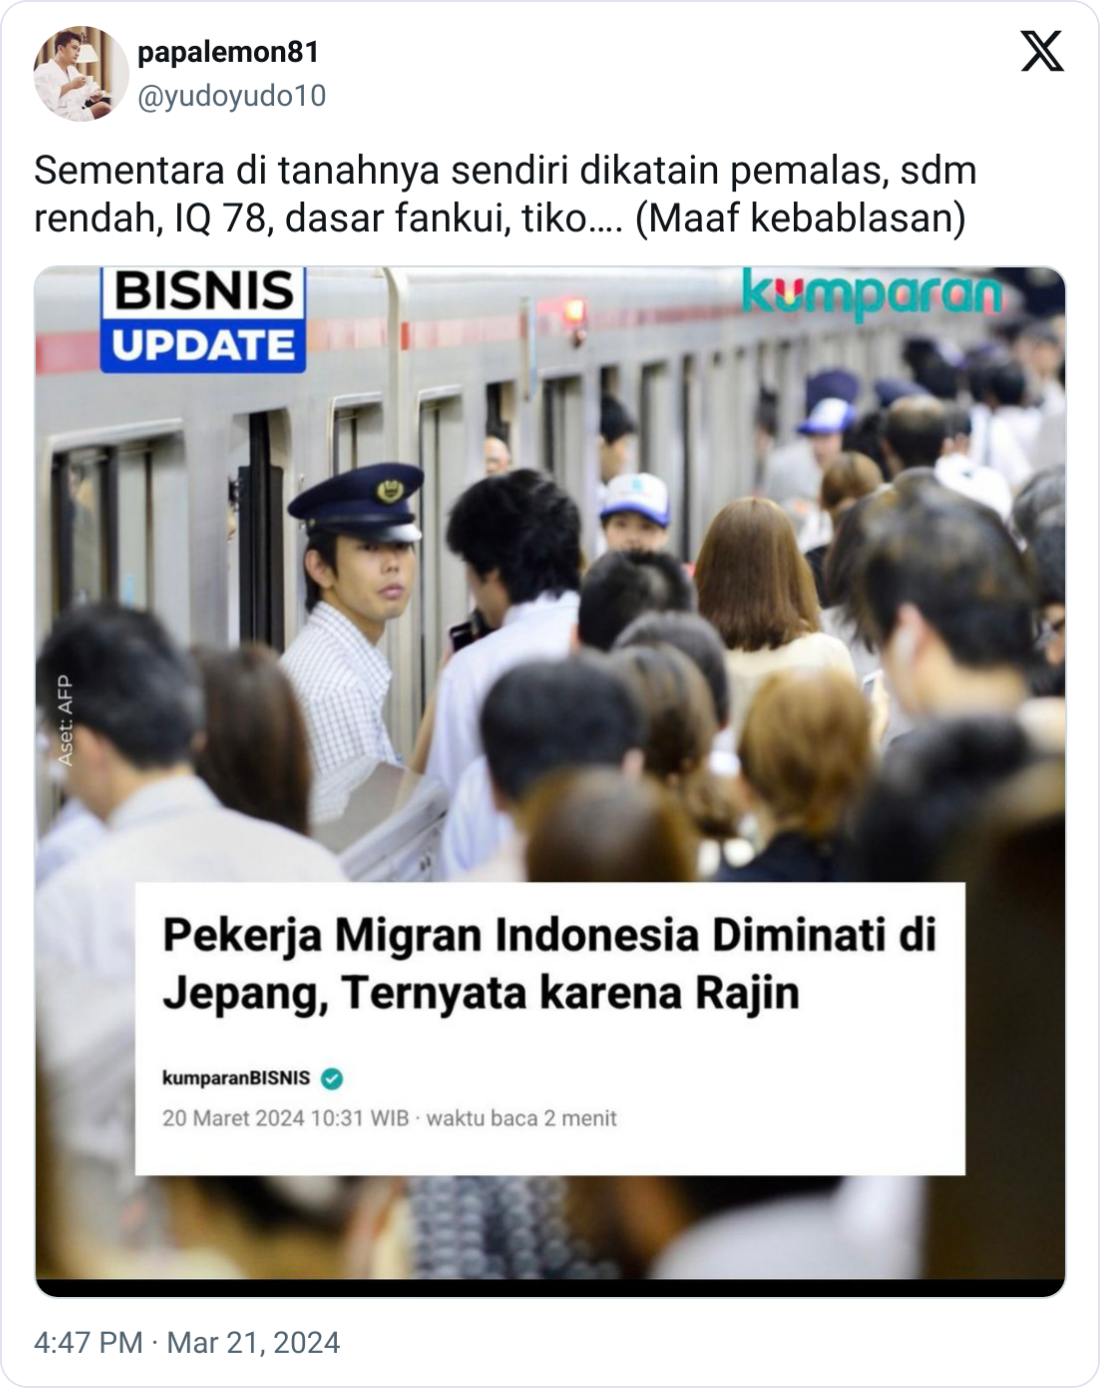 papalemon81
@yudoyudo10
Sementara di tanahnya sendiri dikatain pemalas, sdm
rendah, IQ 78, dasar fankui, tiko.... (Maaf kebablasan)
BISNIS
UPDATE
kumparan
Aset: AFP
Pekerja Migran Indonesia Diminati di
Jepang, Ternyata karena Rajin
kumparanBISNIS
20 Maret 2024 10:31 WIB · waktu baca 2 menit
4:47 PM · Mar 21, 2024